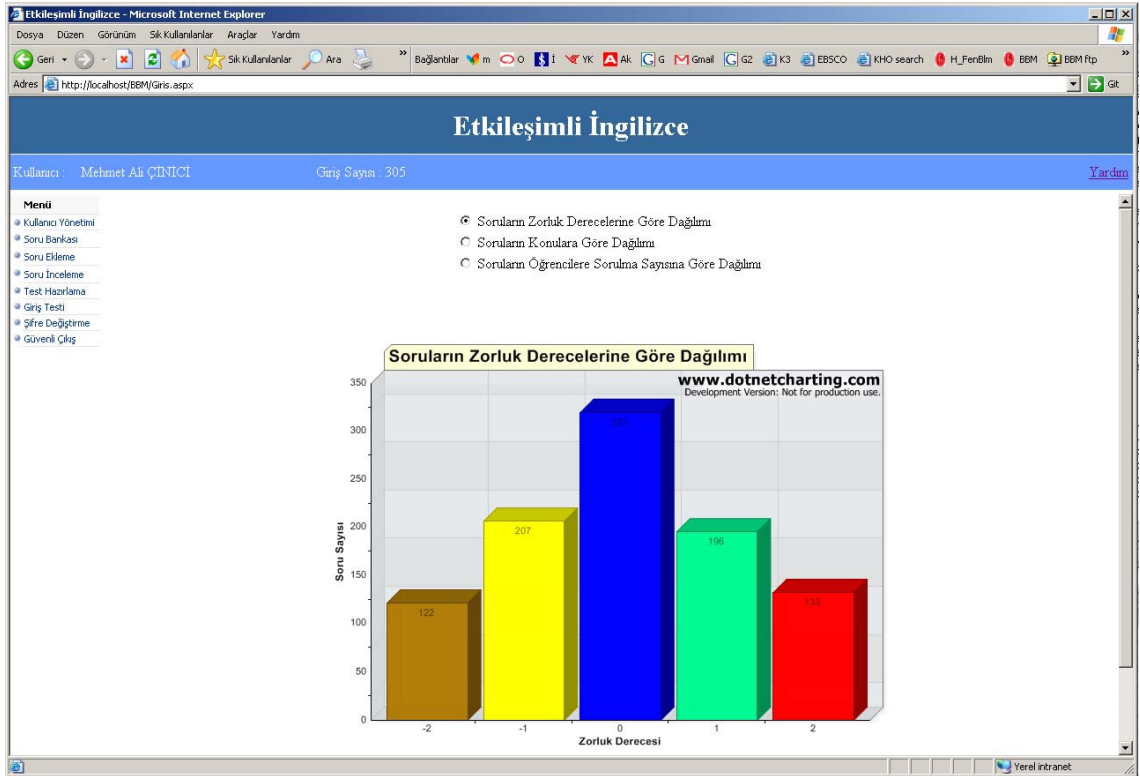 Etkileşimli İngilizce - Microsoft Internet Explorer
Dosya Düzen Görünüm Sık Kullanılanlar Araçlar Yardım
Geri Sık Kullanılanlar Ara » Bağlantılar m O İ YK Ak G Gmail G2 K3 EBSCO KHO search H_FenBlm BBM BBM ftp »
Adres http://localhost/BBM/Giris.aspx Git
Etkileşimli İngilizce
Kullanıcı : Mehmet Ali ÇİNİCİ Giriş Sayısı : 305 Yardım
Menü
Kullanıcı Yönetimi
Soru Bankası
Soru Ekleme
Soru İnceleme
Test Hazırlama
Giriş Testi
Şifre Değiştirme
Güvenli Çıkış
Soruların Zorluk Derecelerine Göre Dağılımı
Soruların Konulara Göre Dağılımı
Soruların Öğrencilere Sorulma Sayısına Göre Dağılımı
Soruların Zorluk Derecelerine Göre Dağılımı
www.dotnetcharting.com
Development Version: Not for production use.
350
300
250
200
150
100
50
0
Soru Sayısı
122
207
320
196
133
-2 -1 0 1 2
Zorluk Derecesi
Yerel intranet